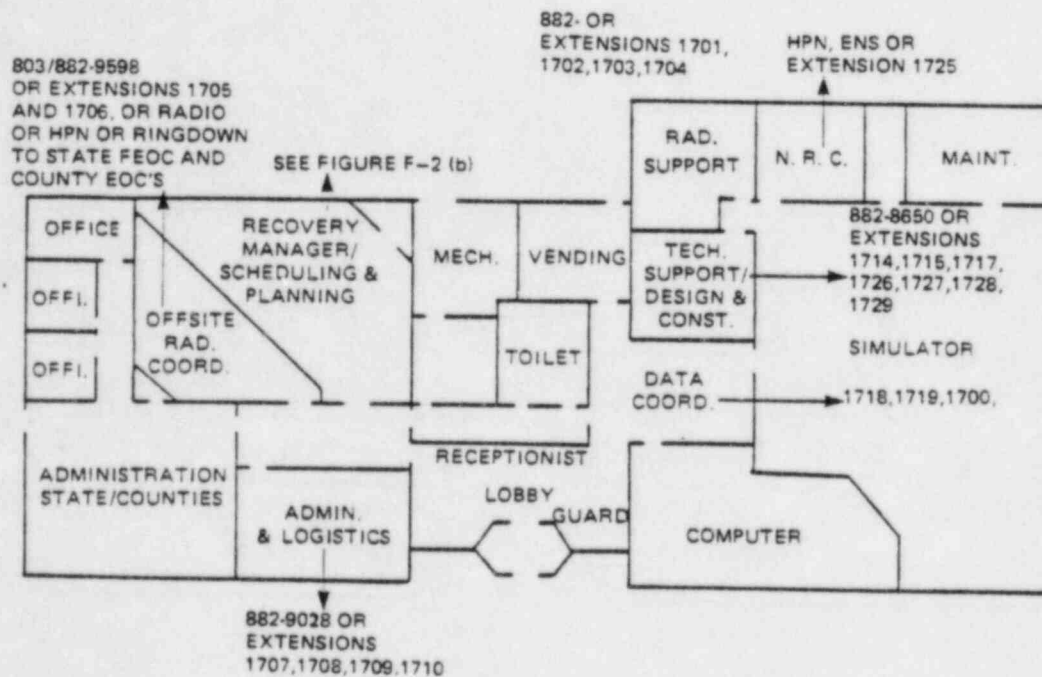 882- OR
EXTENSIONS 1701,
1702,1703,1704
HPN, ENS OR
EXTENSION 1725
803/882-9598
OR EXTENSIONS 1705
AND 1706, OR RADIO
OR HPN OR RINGDOWN
TO STATE FEOC AND
COUNTY EOC'S
SEE FIGURE F-2 (b)
RAD.
SUPPORT
N. R. C.
MAINT.
OFFICE
RECOVERY
MANAGER/
SCHEDULING &
PLANNING
MECH.
VENDING
TECH.
SUPPORT/
DESIGN &
CONST.
882-8650 OR
EXTENSIONS
1714,1715,1717,
1726,1727,1728,
1729
OFFI.
OFFSITE
RAD.
COORD.
OFFI.
TOILET
SIMULATOR
DATA
COORD.
1718,1719,1700,
RECEPTIONIST
ADMINISTRATION
STATE/COUNTIES
LOBBY
GUARD
ADMIN.
& LOGISTICS
COMPUTER
882-9028 OR
EXTENSIONS
1707,1708,1709,1710